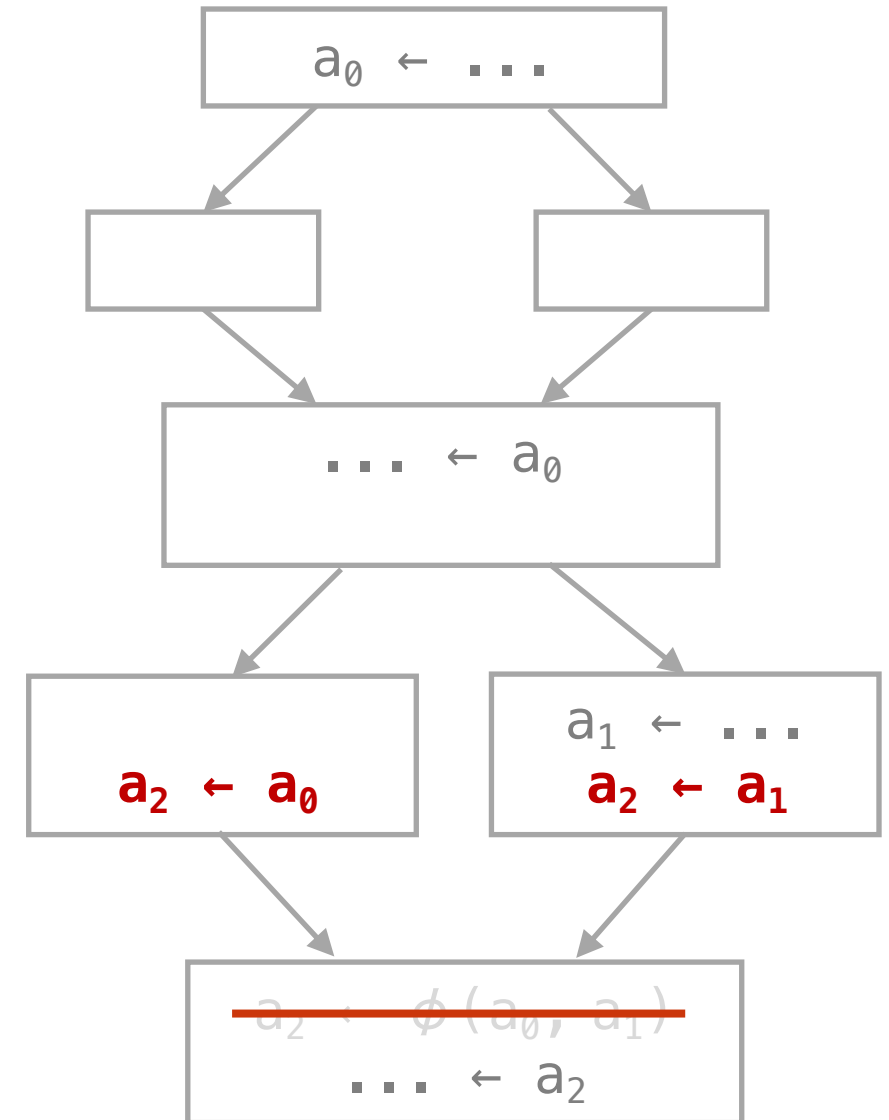 a₀ ← ...
... ← a₀
a₂ ← a₀
a₁ ← ...
a₂ ← a₁
a₂ ← ϕ(a₀, a₁)
... ← a₂